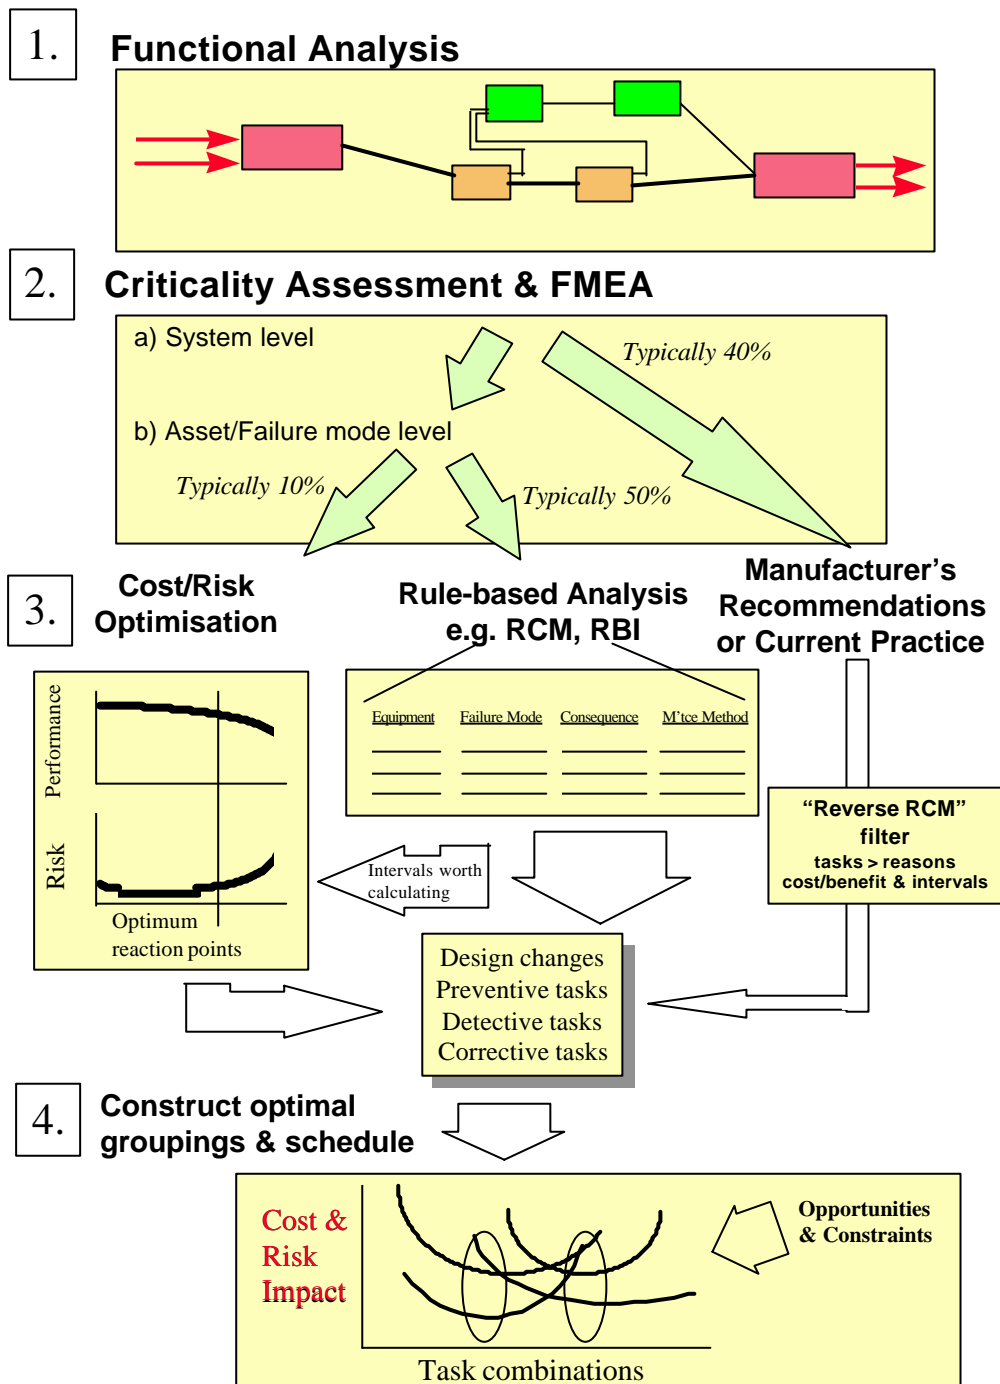 1.
Functional Analysis
2.
Criticality Assessment & FMEA
a) System level
Typically 40%
b) Asset/Failure mode level
Typically 10%
Typically 50%
3.
Cost/Risk
Optimisation
Rule-based Analysis
e.g. RCM, RBI
Manufacturer’s
Recommendations
or Current Practice
Performance
Risk
Optimum
reaction points
Equipment
Failure Mode
Consequence
M'tce Method
“Reverse RCM”
filter
tasks > reasons
cost/benefit & intervals
Intervals worth
calculating
Design changes
Preventive tasks
Detective tasks
Corrective tasks
4.
Construct optimal
groupings & schedule
Cost &
Risk
Impact
Opportunities
& Constraints
Task combinations